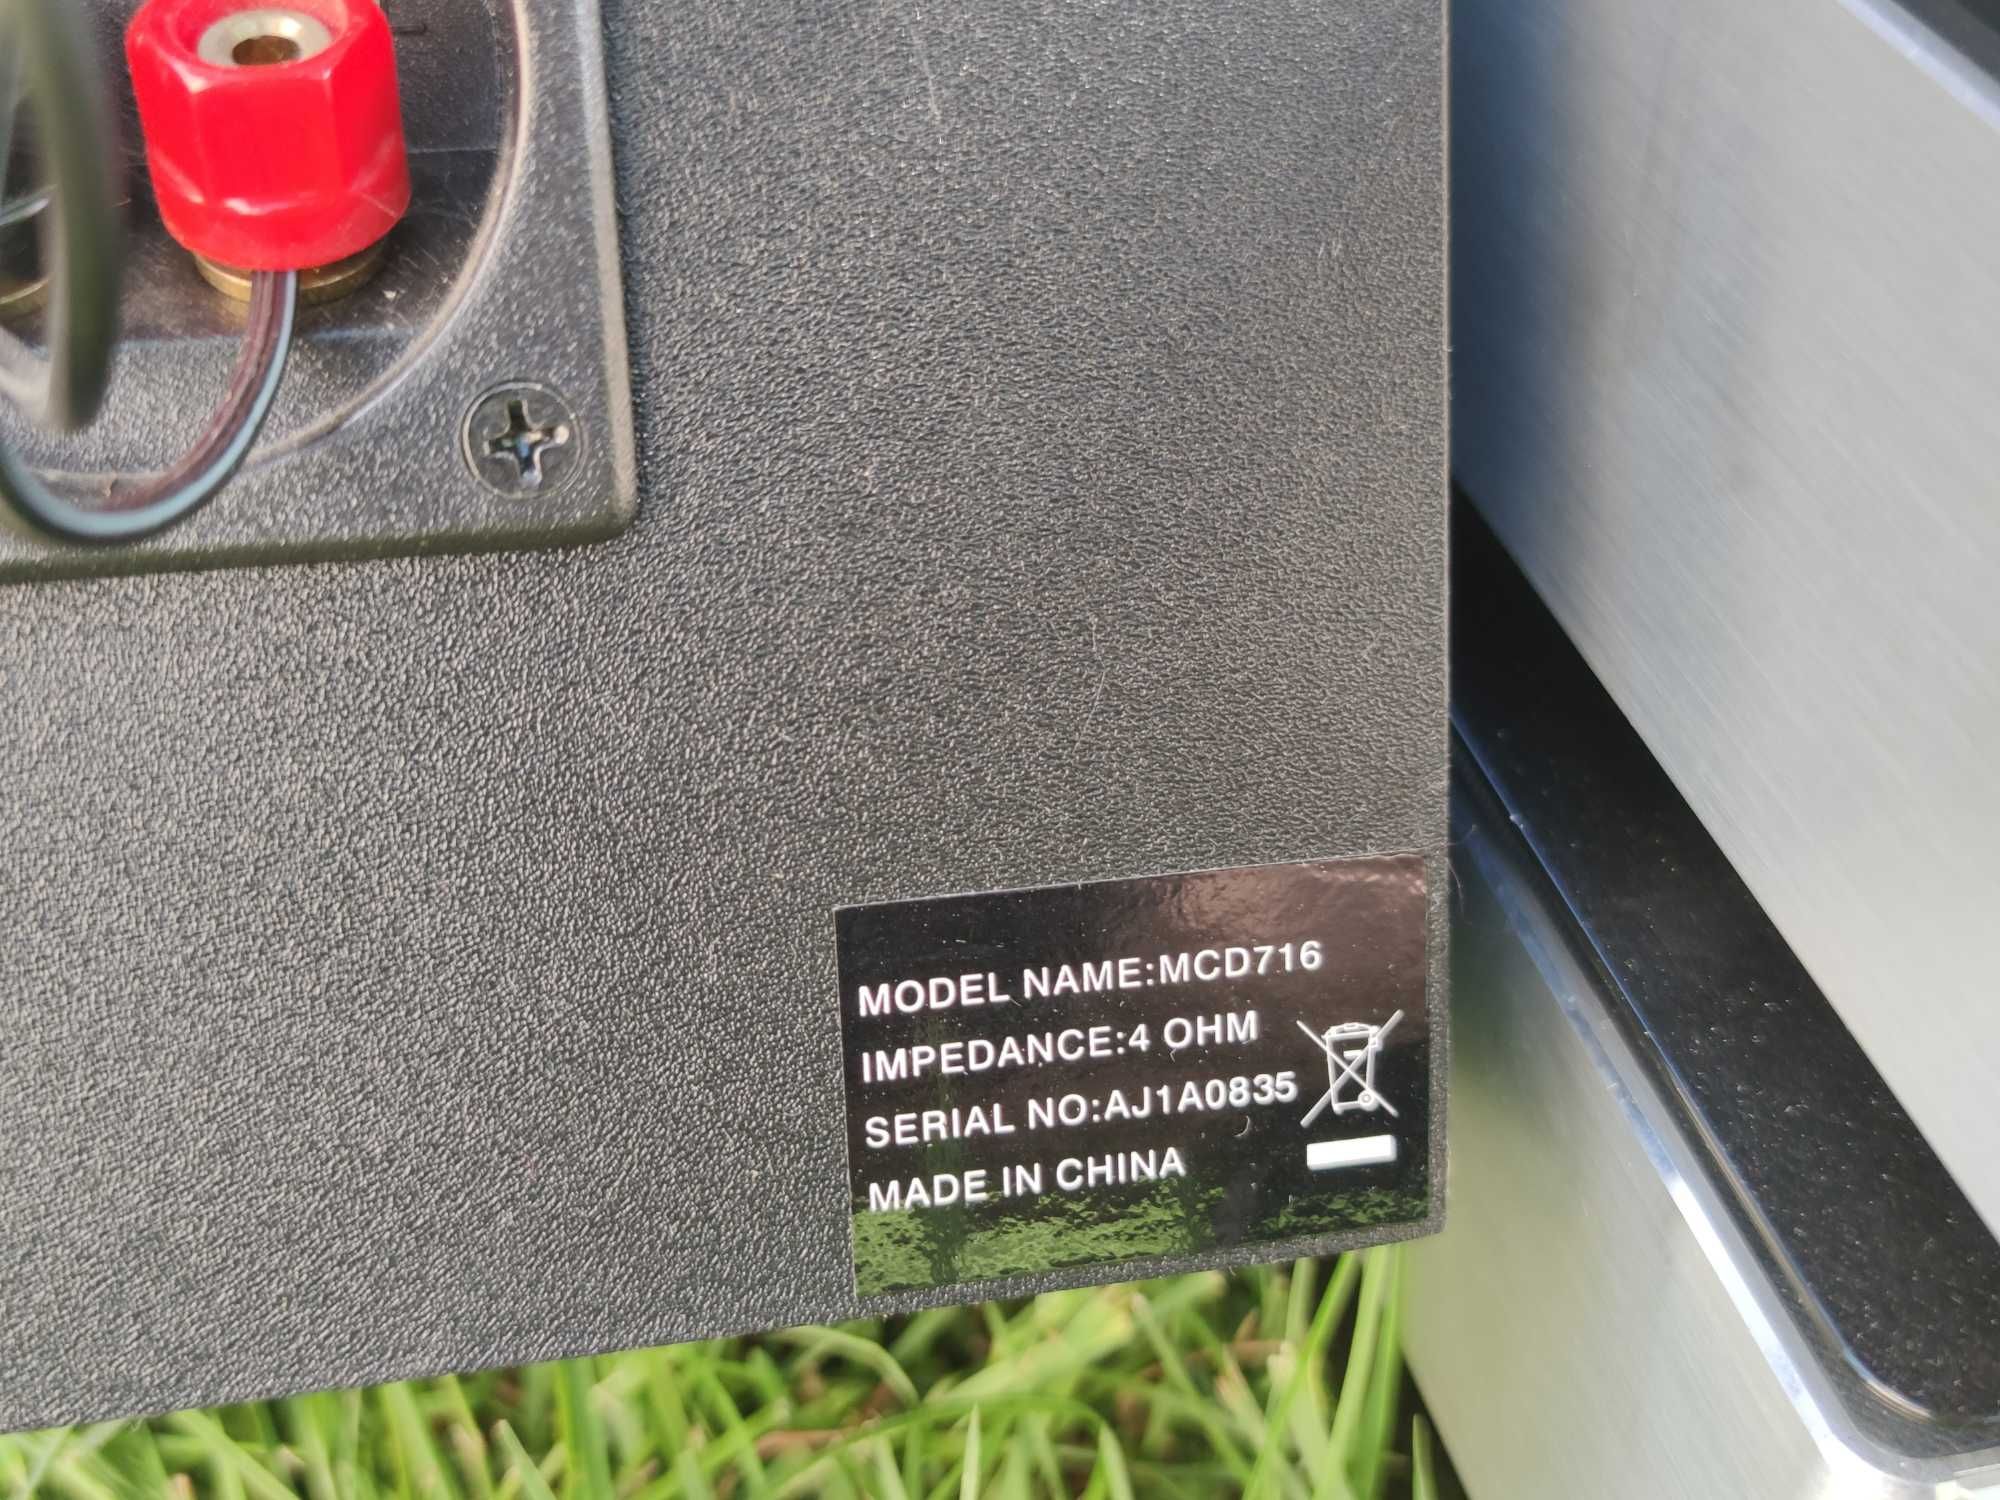 MODEL NAME:MCD716
IMPEDANCE:4 OHM
SERIAL NO:AJ1A0835
MADE IN CHINA